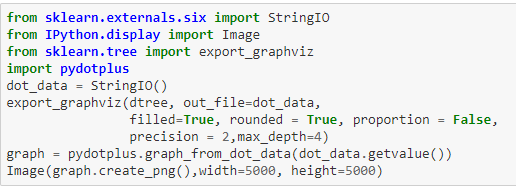 from sklearn.externals.six import StringIO
from IPython.display import Image
from sklearn.tree import export_graphviz
import pydotplus
dot_data = StringIO()
export_graphviz(dtree, out_file=dot_data,
                filled=True, rounded = True, proportion = False,
                precision = 2,max_depth=4)
graph = pydotplus.graph_from_dot_data(dot_data.getvalue())
Image(graph.create_png(),width=5000, height=5000)